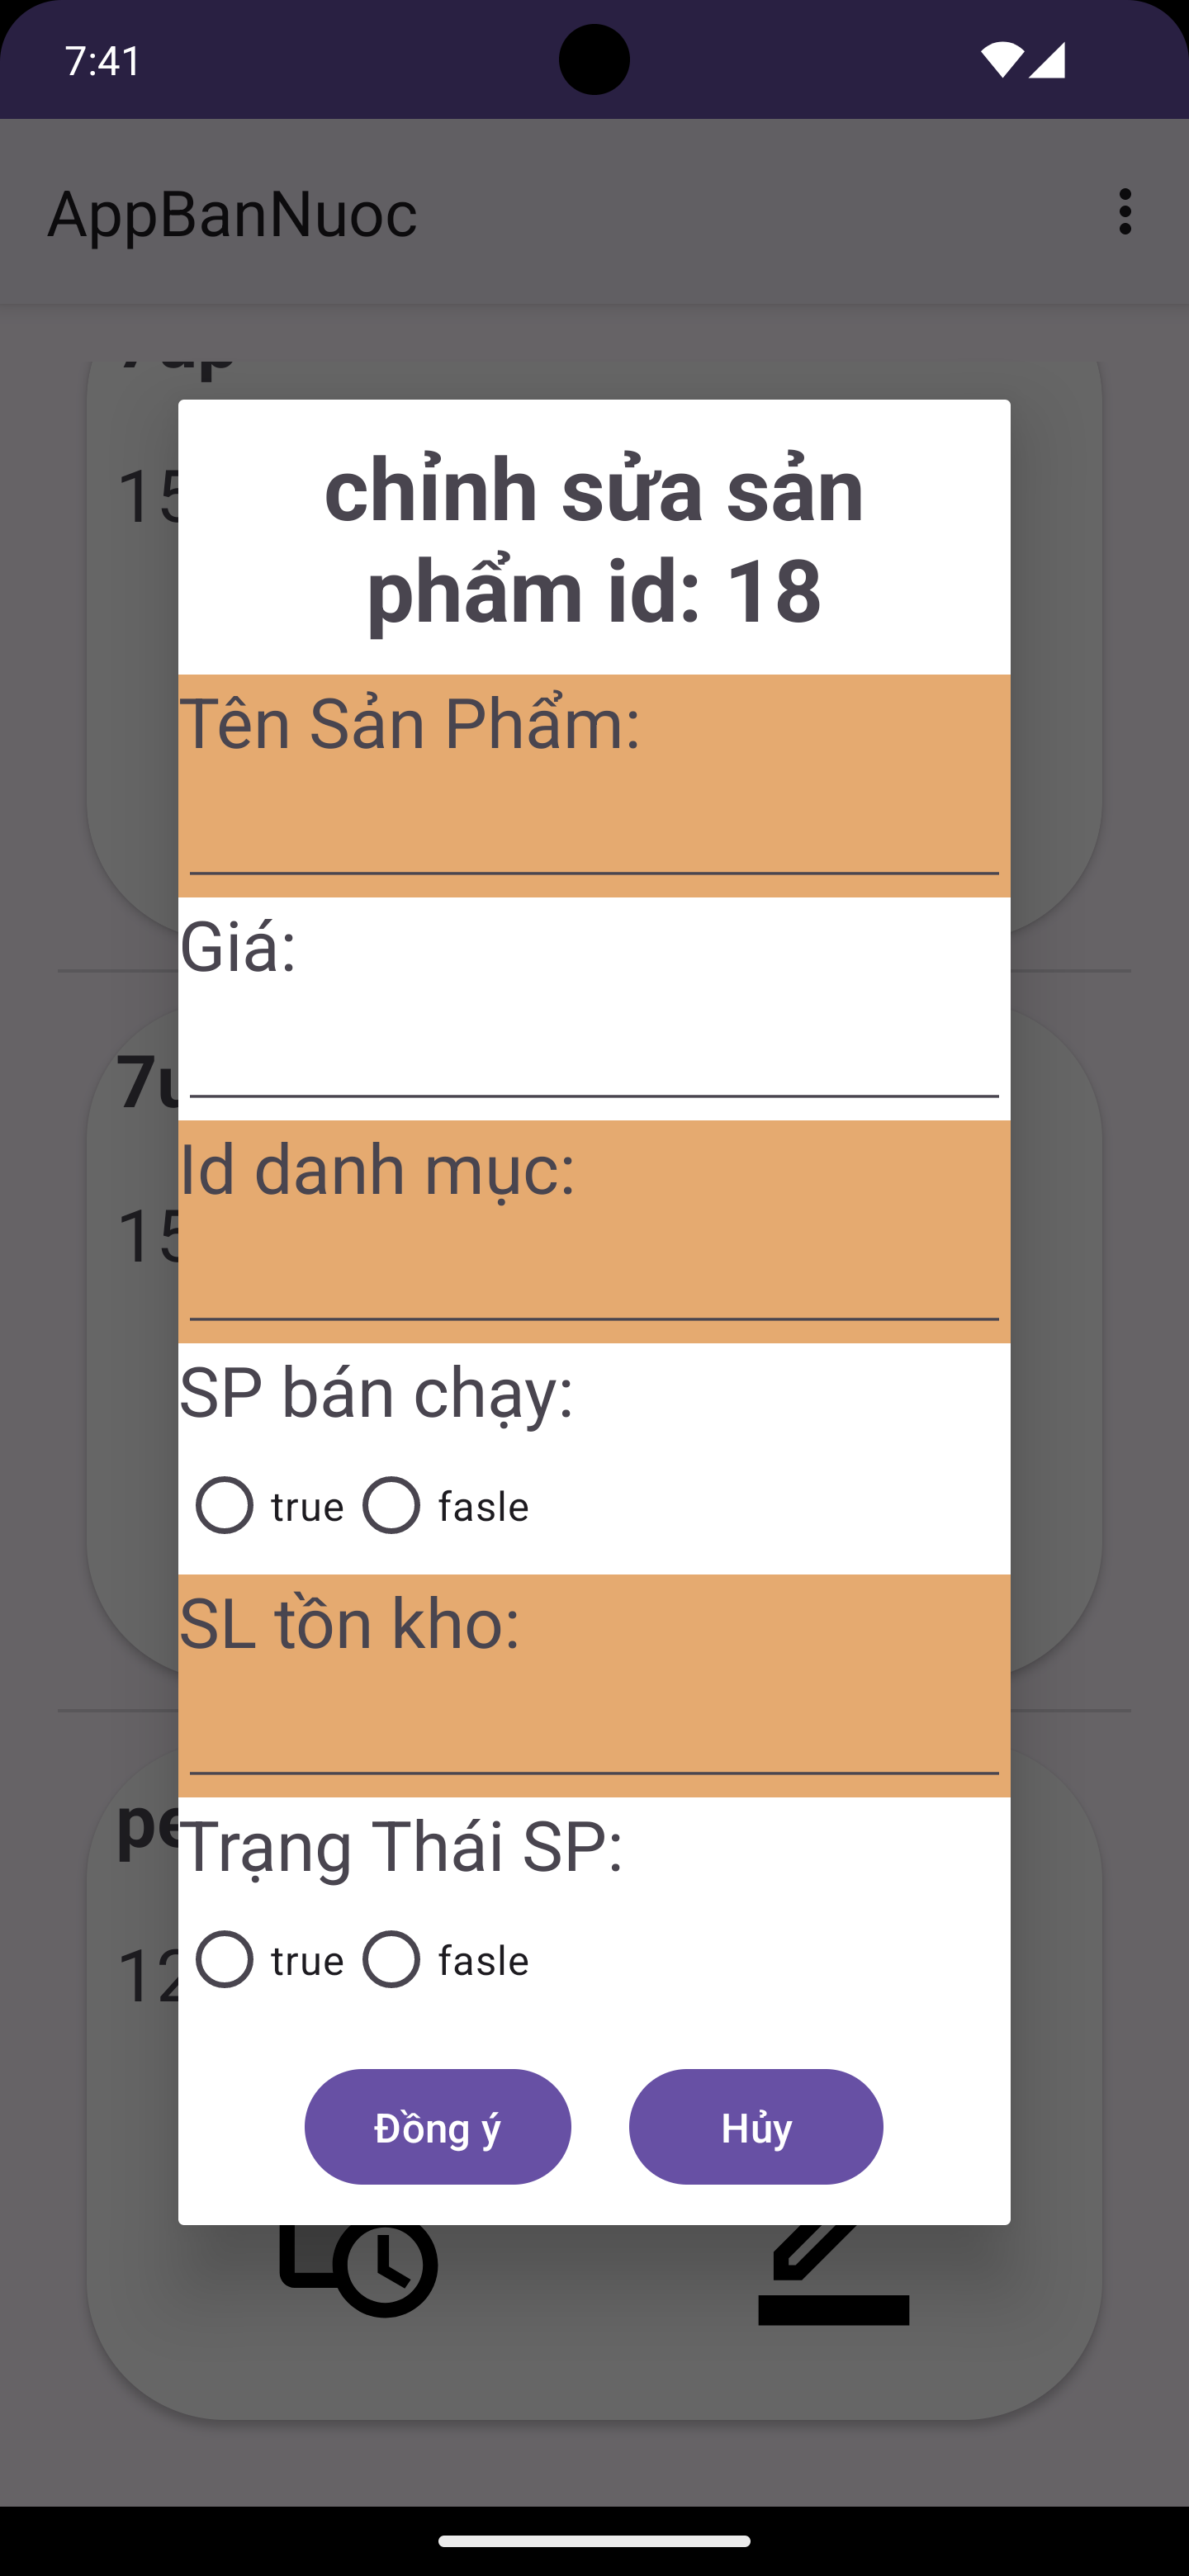 7:41
AppBanNuoc
chỉnh sửa sản
phẩm id: 18
Tên Sản Phẩm:
Giá:
Id danh mục:
SP bán chạy:
true fasle
SL tồn kho:
Trạng Thái SP:
true fasle
Đồng ý Hủy